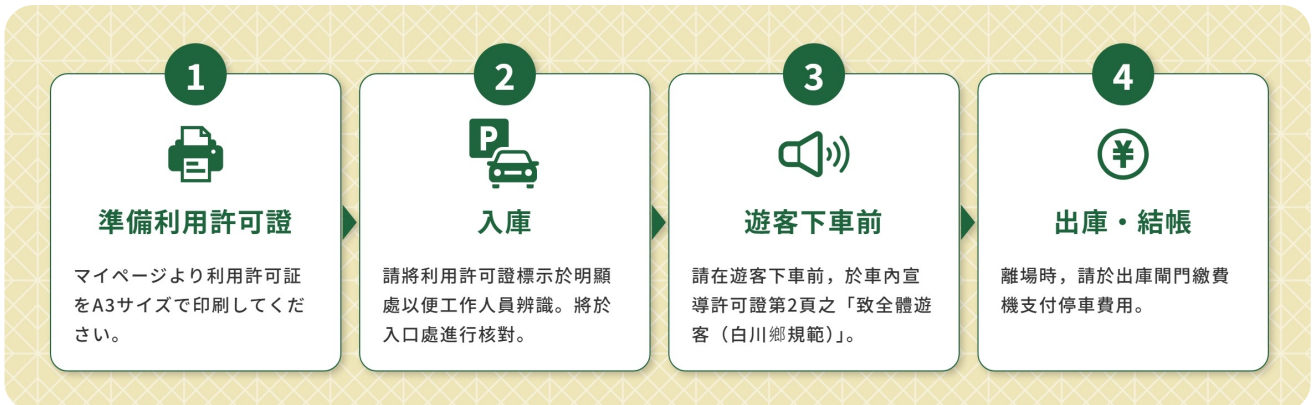 1
準備利用許可證
マイページより利用許可証
をA3サイズで印刷してくだ
さい。
2
P
入庫
請將利用許可證標示於明顯
處以便工作人員辨識。將於
入口處進行核對。
3
遊客下車前
請在遊客下車前，於車內宣
導許可證第2頁之「致全體遊
客（白川鄉規範）」。
4
¥
出庫・結帳
離場時，請於出庫閘門繳費
機支付停車費用。